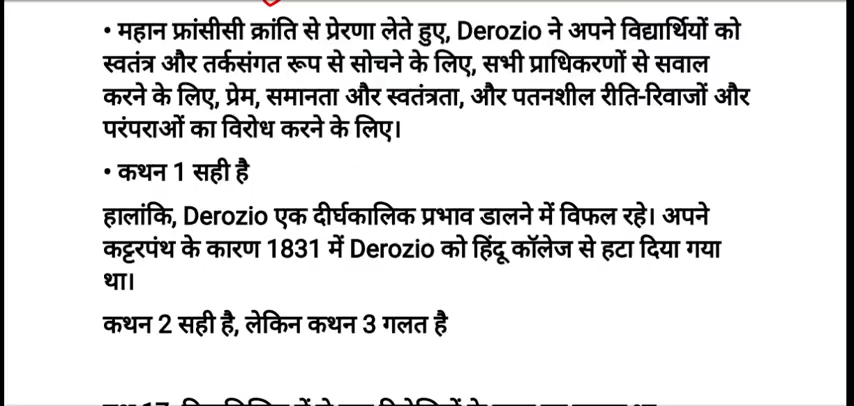 • महान फ्रांसीसी क्रांति से प्रेरणा लेते हुए, Derozio ने अपने विद्यार्थियों को
स्वतंत्र और तर्कसंगत रूप से सोचने के लिए, सभी प्राधिकरणों से सवाल
करने के लिए, प्रेम, समानता और स्वतंत्रता, और पतनशील रीति-रिवाजों और
परंपराओं का विरोध करने के लिए।
• कथन 1 सही है
हालांकि, Derozio एक दीर्घकालिक प्रभाव डालने में विफल रहे। अपने
कट्टरपंथ के कारण 1831 में Derozio को हिंदू कॉलेज से हटा दिया गया
था।
कथन 2 सही है, लेकिन कथन 3 गलत है